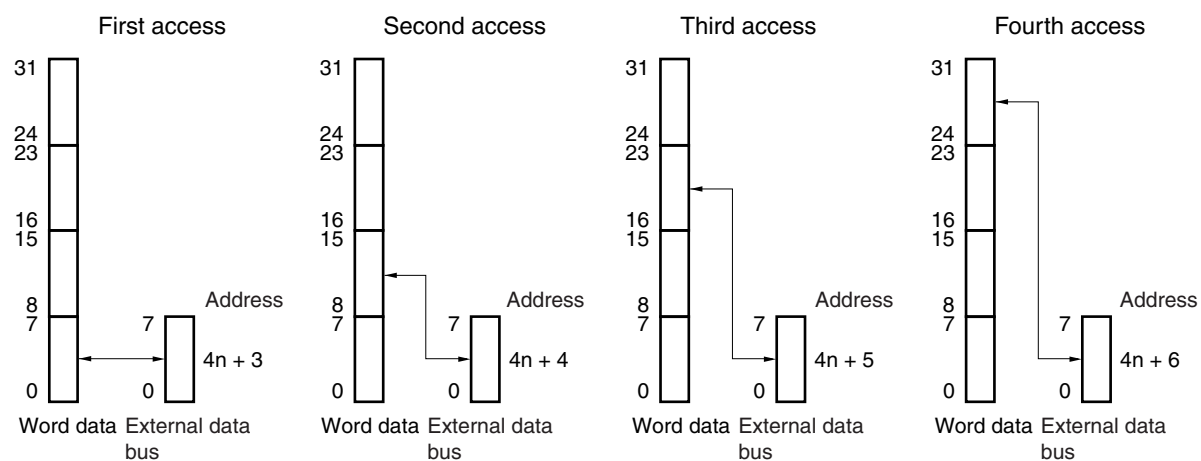 First access
31
24
23
16
15
8
7
0
Address
7
4n + 3
0
Word data
External data
bus
Second access
31
24
23
16
15
8
7
0
Address
7
4n + 4
0
Word data
External data
bus
Third access
31
24
23
16
15
8
7
0
Address
7
4n + 5
0
Word data
External data
bus
Fourth access
31
24
23
16
15
8
7
0
Address
7
4n + 6
0
Word data
External data
bus